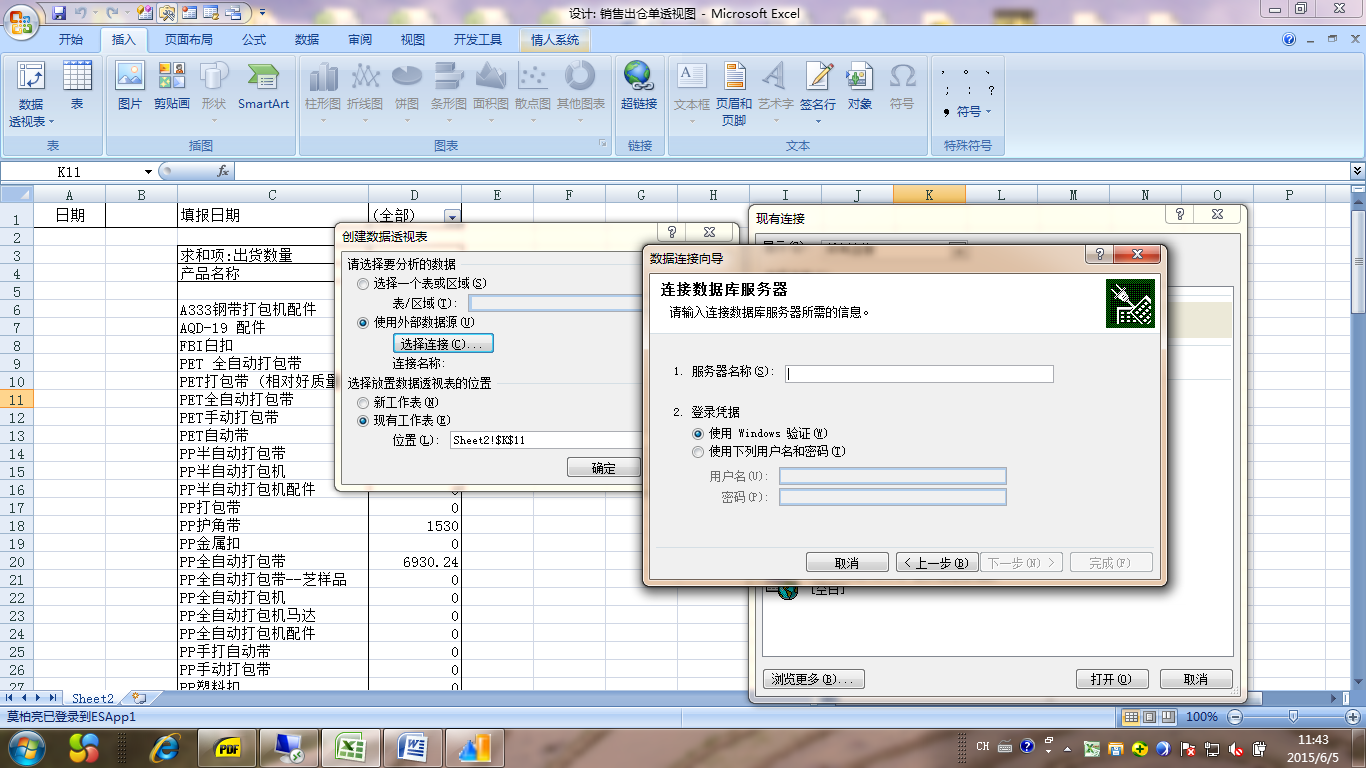 设计: 销售出仓单透视图 - Microsoft Excel
开始 插入 页面布局 公式 数据 审阅 视图 开发工具 情人系统
数据透视表 表 图片 剪贴画 形状 SmartArt 柱形图 折线图 饼图 条形图 面积图 散点图 其他图表 超链接 文本框 页眉和页脚 艺术字 签名行 对象 符号 符号
表 插图 图表 链接 文本 特殊符号
K11 fx
A B C D E F G H I J K L M N O P
1 日期 填报日期 (全部)
2
3 求和项:出货数量
4 产品名称
5
6 A333钢带打包机配件
7 AQD-19 配件
8 FBI白扣
9 PET 全自动打包带
10 PET打包带 (相对好质量
11 PET全自动打包带
12 PET手动打包带
13 PET自动带
14 PP半自动打包带
15 PP半自动打包机
16 PP半自动打包机配件
17 PP打包带 0
18 PP护角带 1530
19 PP金属扣 0
20 PP全自动打包带 6930.24
21 PP全自动打包带--芝样品 0
22 PP全自动打包机 0
23 PP全自动打包机马达 0
24 PP全自动打包机配件 0
25 PP手打自动带 0
26 PP手动打包带 0
27 PP塑料扣 0
创建数据透视表
请选择要分析的数据
选择一个表或区域(S)
表/区域(T):
使用外部数据源(U)
选择连接(C)...
连接名称:
选择放置数据透视表的位置
新工作表(N)
现有工作表(E)
位置(L): Sheet2!$K$11
确定
现有连接
数据连接向导
连接数据库服务器
请输入连接数据库服务器所需的信息。
1. 服务器名称(S):
2. 登录凭据
使用 Windows 验证(W)
使用下列用户名和密码(T)
用户名(U):
密码(P):
取消 < 上一步(B) 下一步(N) > 完成(F)
[空白]
浏览更多(B)... 打开(O) 取消
Sheet2
莫柏亮已登录到ESApp1 100%
PDF CH 11:43
2015/6/5